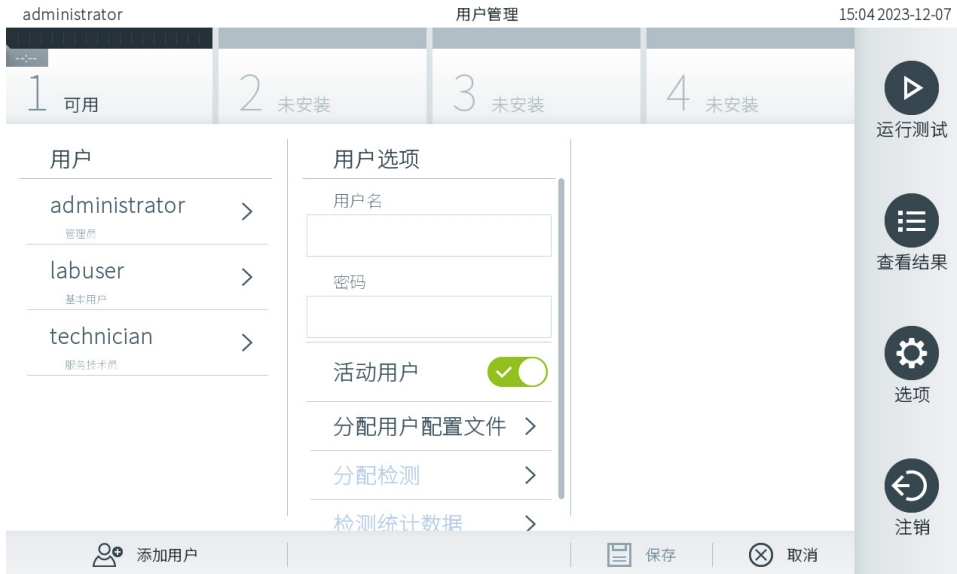 administrator 用户管理 15:04 2023-12-07
--:--
1 可用 2 未安装 3 未安装 4 未安装
运行测试
用户 用户选项
administrator
管理员
用户名
labuser
基本用户
密码
technician
服务技术员
活动用户
分配用户配置文件
分配检测
检测统计数据
查看结果
选项
注销
添加用户 保存 取消